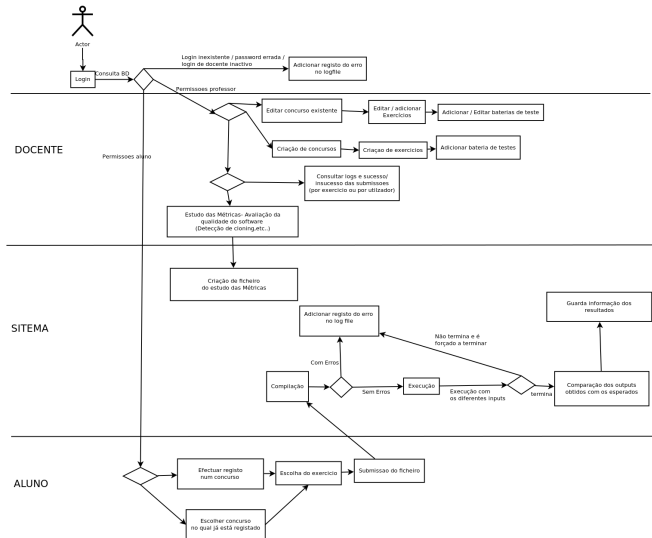 Actor
Login
Consulta BD
Login inexistente / password errada /
login de docente inactivo
Adicionar registo do erro
no logfile
Permissoes professor
DOCENTE
Permissoes aluno
Editar concurso existente
Editar / adicionar
Exercícios
Adicionar / Editar baterias de teste
Criação de concursos
Criaçao de exercicios
Adicionar bateria de testes
Consultar logs e sucesso/
Insucesso das submissoes
(por exercicio ou por utilizador)
Estudo das Métricas- Avaliação da
qualidade do software
(Detecção de cloning,etc..)
SITEMA
Criação de ficheiro
do estudo das Métricas
Adicionar registo do erro
no log file
Não termina e é
forçado a terminar
Guarda informação dos
resultados
Com Erros
Compilação
Sem Erros
Execução
Execução com
os diferentes inputs
termina
Comparação dos outputs
obtidos com os esperados
ALUNO
Efectuar registo
num concurso
Escolha do exercício
Submissao do ficheiro
Escolher concurso
no qual já está registado